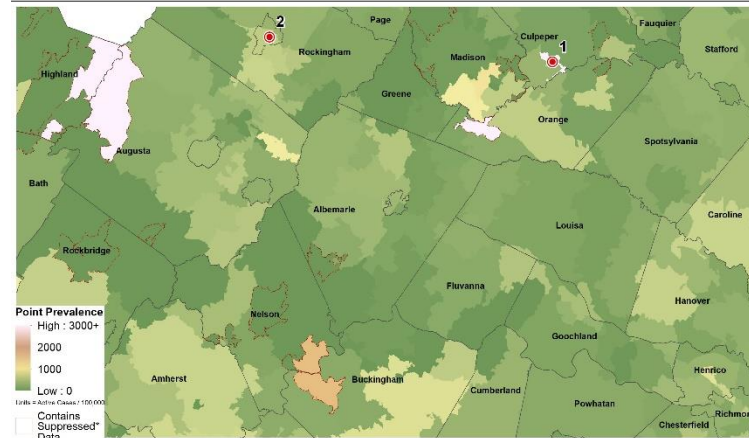 Page
Fauquier
2
Culpeper
Stafford
Rockingham
Madison
1
Highland
Greene
Orange
Spotsylvania
Augusta
Bath
Albemarle
Caroline
Louisa
Rockbridge
Fluvanna
Hanover
Nelson
Goochland
Amherst
Buckingham
Cumberland
Henrico
Powhatan
Richmon
Chesterfield
Point Prevalence
High : 3000+
2000
1000
Low : 0
Units = Active Cases / 100,000
Contains
Suppressed*
Data